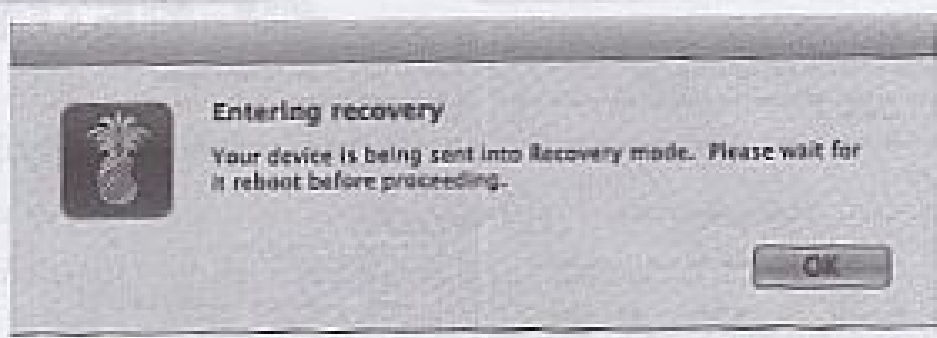 Entering recovery
Your device is being sent into Recovery mode. Please wait for
it reboot before proceeding.
OK